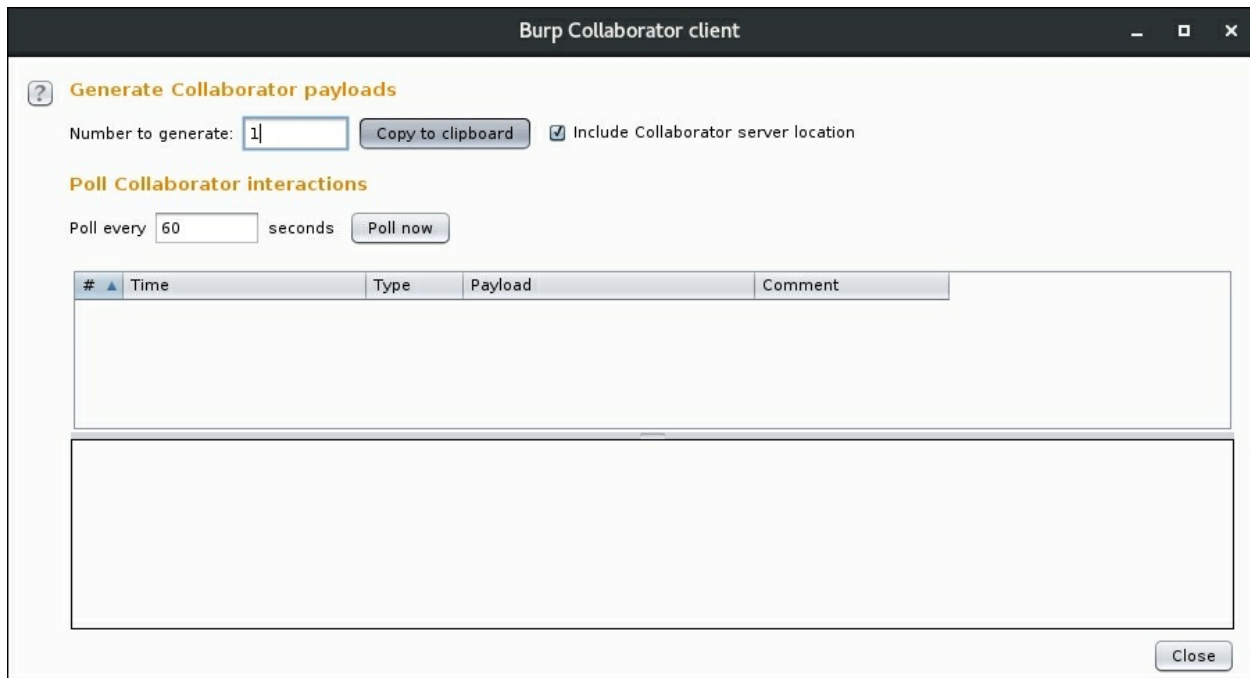 Burp Collaborator client
? Generate Collaborator payloads
Number to generate: 1 Copy to clipboard Include Collaborator server location
Poll Collaborator interactions
Poll every 60 seconds Poll now
# Time Type Payload Comment
Close